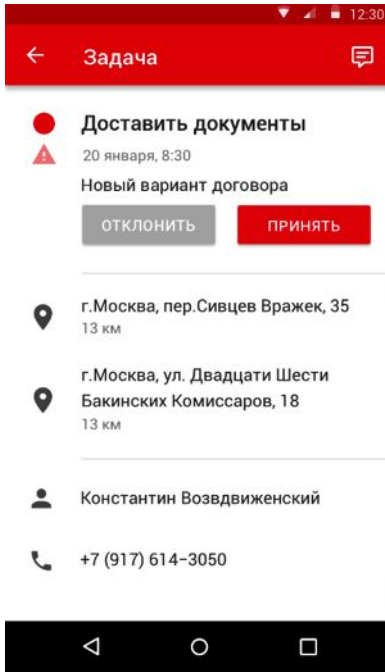 12:30
Задача
Доставить документы
20 января, 8:30
Новый вариант договора
ОТКЛОНИТЬ
ПРИНЯТЬ
г.Москва, пер.Сивцев Вражек, 35
13 км
г.Москва, ул. Двадцати Шести
Бакинских Комиссаров, 18
13 км
Константин Возвдвиженский
+7 (917) 614-3050